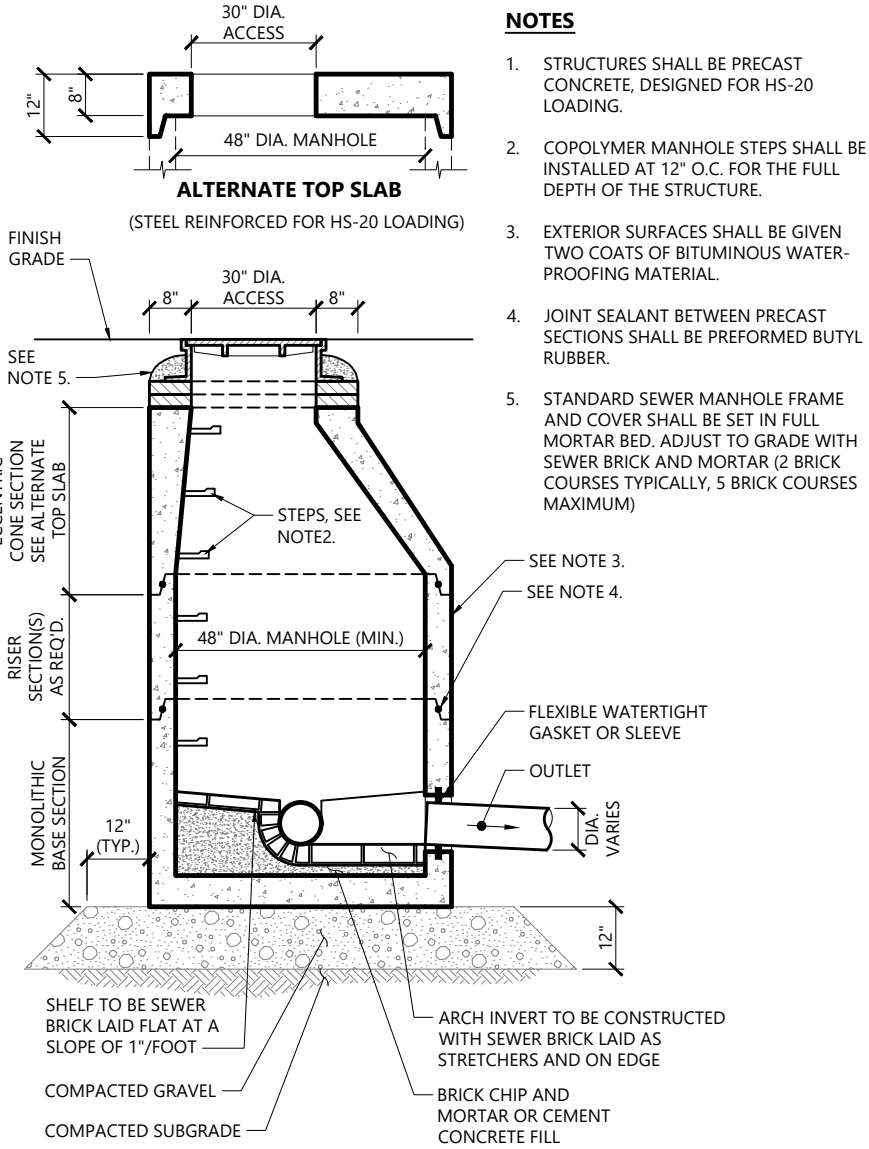 30" DIA.
ACCESS
12"
8"
48" DIA. MANHOLE
ALTERNATE TOP SLAB
(STEEL REINFORCED FOR HS-20 LOADING)
NOTES
1. STRUCTURES SHALL BE PRECAST
CONCRETE, DESIGNED FOR HS-20
LOADING.
2. COPOLYMER MANHOLE STEPS SHALL BE
INSTALLED AT 12" O.C. FOR THE FULL
DEPTH OF THE STRUCTURE.
3. EXTERIOR SURFACES SHALL BE GIVEN
TWO COATS OF BITUMINOUS WATER-
PROOFING MATERIAL.
4. JOINT SEALANT BETWEEN PRECAST
SECTIONS SHALL BE PREFORMED BUTYL
RUBBER.
5. STANDARD SEWER MANHOLE FRAME
AND COVER SHALL BE SET IN FULL
MORTAR BED. ADJUST TO GRADE WITH
SEWER BRICK AND MORTAR (2 BRICK
COURSES TYPICALLY, 5 BRICK COURSES
MAXIMUM)
FINISH
GRADE
8"
30" DIA.
ACCESS
8"
SEE
NOTE 5.
ECCENTRIC
CONE SECTION
SEE ALTERNATE
TOP SLAB
STEPS, SEE
NOTE2.
SEE NOTE 3.
SEE NOTE 4.
RISER
SECTION(S)
AS REQ'D.
48" DIA. MANHOLE (MIN.)
FLEXIBLE WATERTIGHT
GASKET OR SLEEVE
OUTLET
DIA.
VARIES
MONOLITHIC
BASE SECTION
12"
(TYP.)
12"
SHELF TO BE SEWER
BRICK LAID FLAT AT A
SLOPE OF 1"/FOOT
COMPACTED GRAVEL
COMPACTED SUBGRADE
ARCH INVERT TO BE CONSTRUCTED
WITH SEWER BRICK LAID AS
STRETCHERS AND ON EDGE
BRICK CHIP AND
MORTAR OR CEMENT
CONCRETE FILL